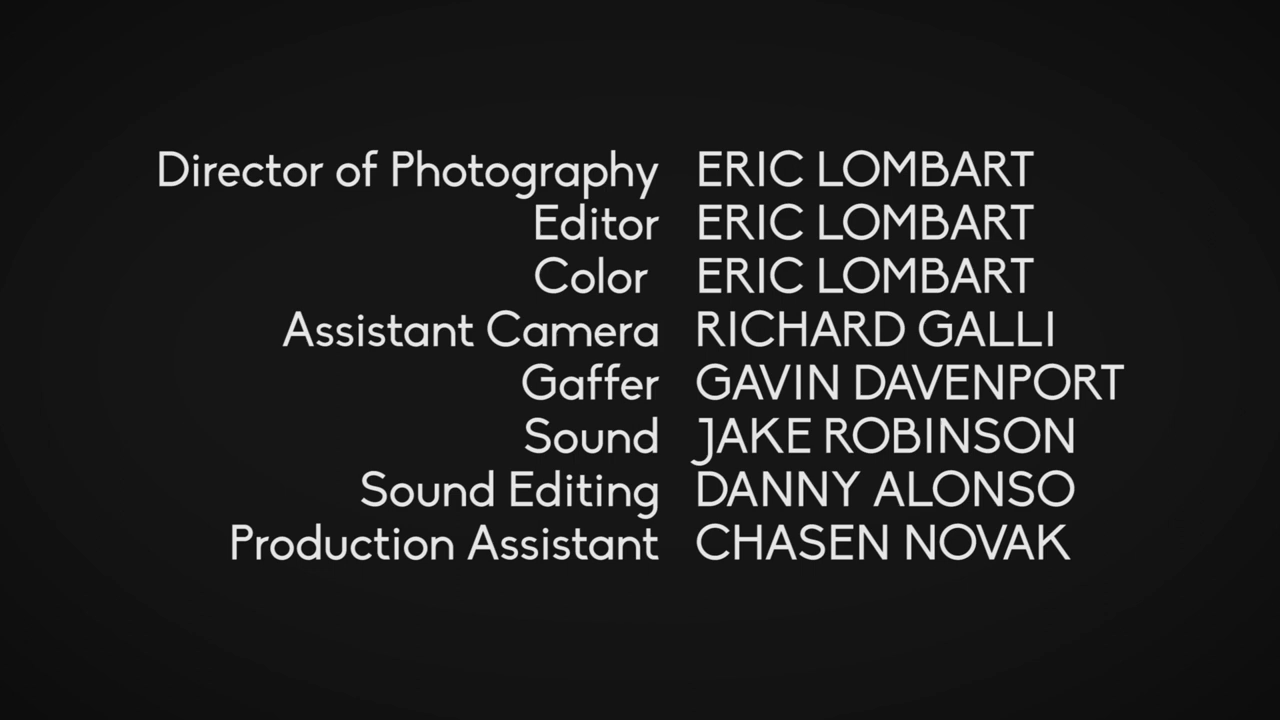 Director of Photography ERIC LOMBART
Editor ERIC LOMBART
Color ERIC LOMBART
Assistant Camera RICHARD GALLI
Gaffer GAVIN DAVENPORT
Sound JAKE ROBINSON
Sound Editing DANNY ALONSO
Production Assistant CHASEN NOVAK